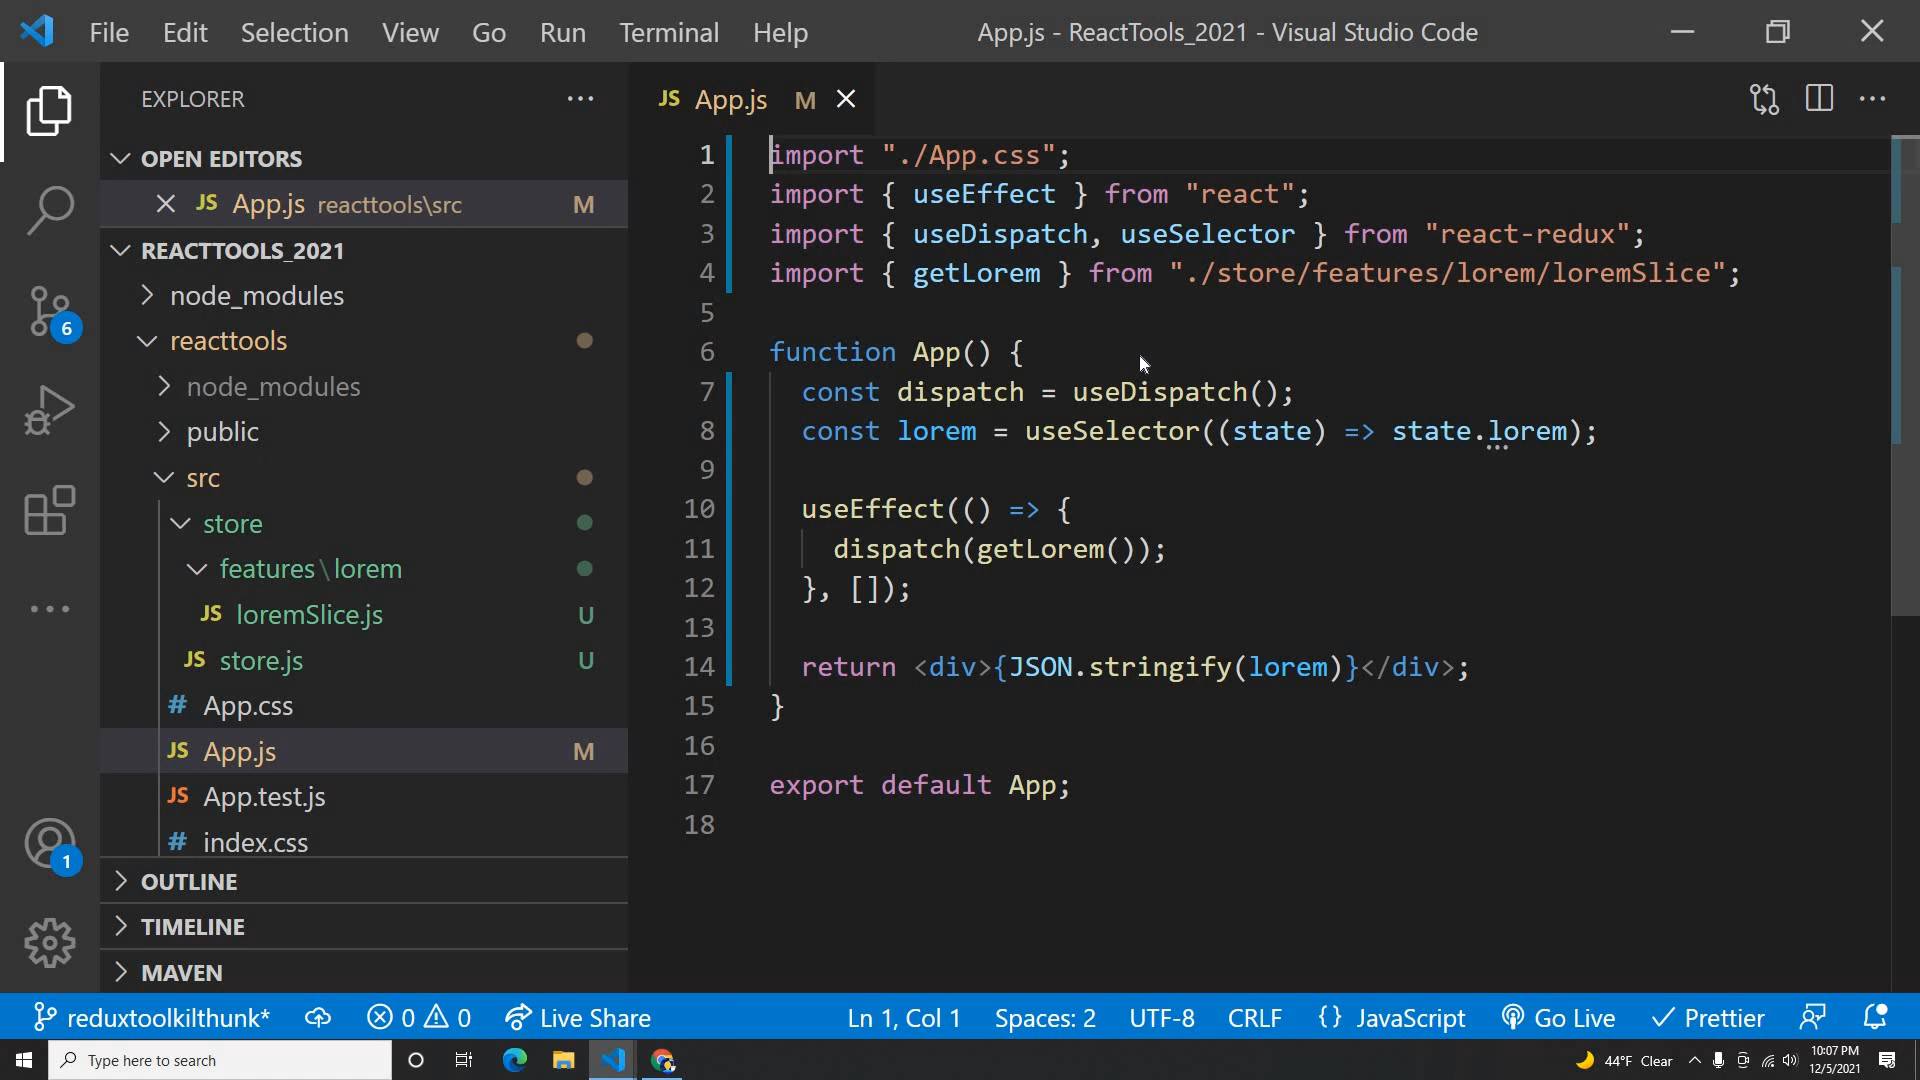 File Edit Selection View Go Run Terminal Help App.js - ReactTools_2021 - Visual Studio Code
EXPLORER
JS App.js M
OPEN EDITORS
JS App.js reacttools\src M
REACTTOOLS_2021
node_modules
reacttools
node_modules
public
src
store
features\lorem
JS loremSlice.js U
JS store.js U
# App.css
JS App.js M
JS App.test.js
# index.css
OUTLINE
TIMELINE
MAVEN
6
1
1 import "./App.css";
2 import { useEffect } from "react";
3 import { useDispatch, useSelector } from "react-redux";
4 import { getLorem } from "./store/features/lorem/loremSlice";
5
6 function App() {
7 const dispatch = useDispatch();
8 const lorem = useSelector((state) => state.lorem);
9
10 useEffect(() => {
11 dispatch(getLorem());
12 }, []);
13
14 return <div>{JSON.stringify(lorem)}</div>;
15 }
16
17 export default App;
18
reduxtoolkilthunk* 0 0 Live Share Ln 1, Col 1 Spaces: 2 UTF-8 CRLF {} JavaScript Go Live Prettier
Type here to search 44°F Clear 10:07 PM
12/5/2021